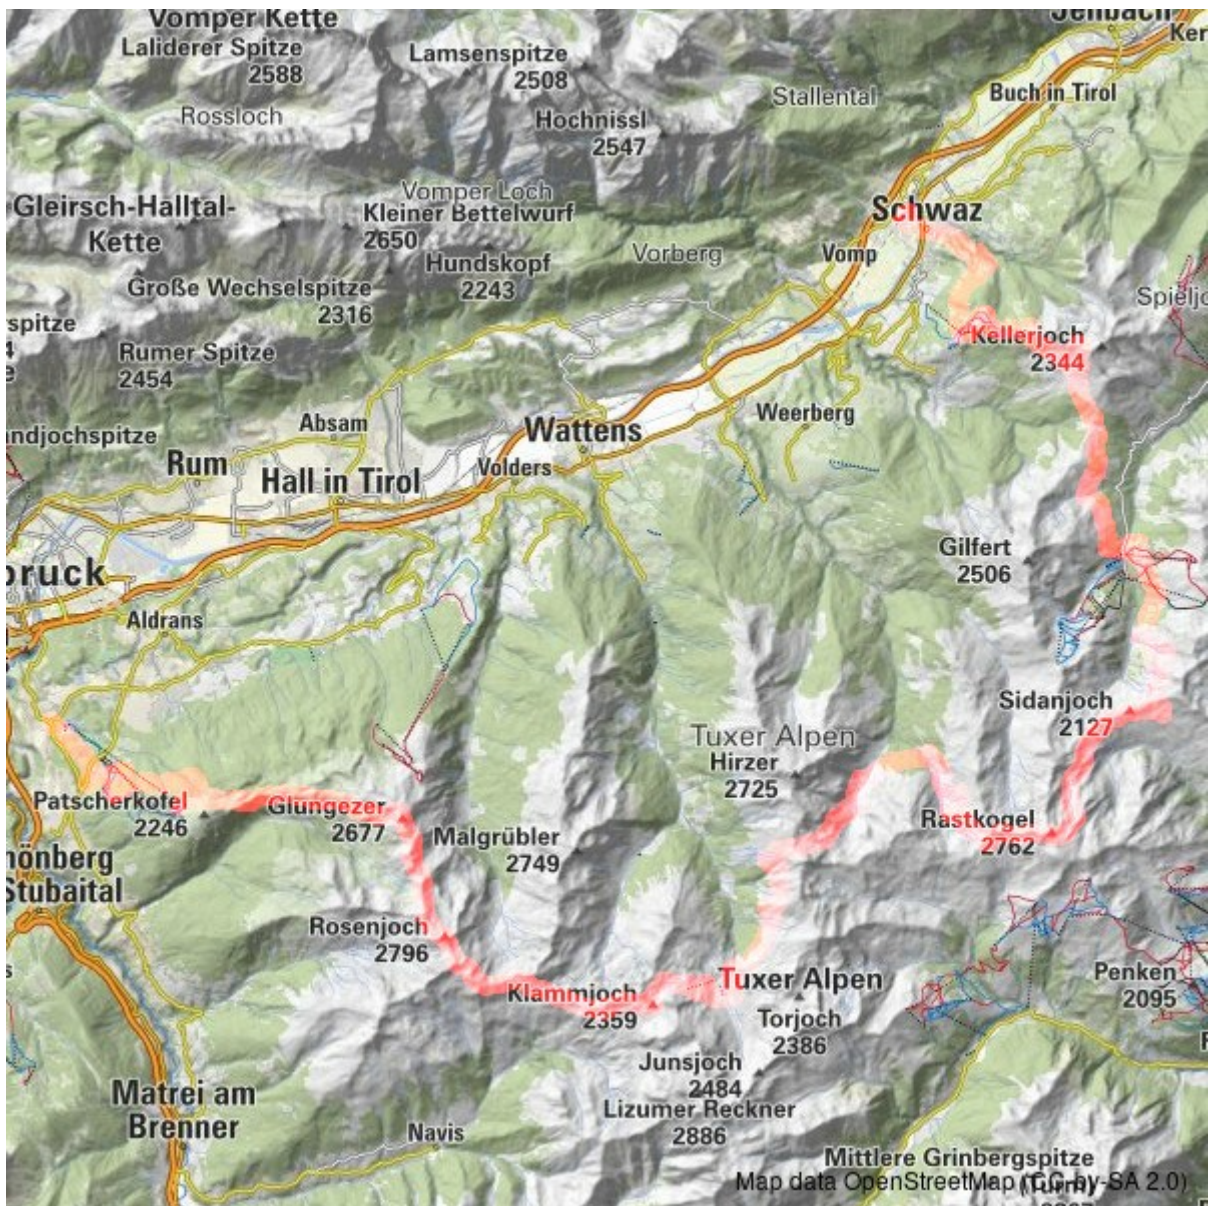 Vomper Kette
Jenbach
Laliderer Spitze
2588
Lamsenspitze
2508
Rossloch
Stallental
Buch in Tirol
Hochnissl
2547
Vomper Loch
Gleirsch-Halltal-
Kette
Kleiner Bettelwurf
2650
Schwaz
Hundskopf
2243
Vorberg
Vomp
Große Wechselspitze
2316
spitze
Rumer Spitze
2454
Kellerjoch
2344
Absam
Wattens
Weerberg
andjochspitze
Rum
Hall in Tirol
Volders
Gilfert
2506
bruck
Aldrans
Sidanjoch
2127
Tuxer Alpen
Hirzer
2725
Patscherkofel
2246
Glungezer
2677
Malgrübler
2749
Rastkogel
2762
hönberg
Stubaital
Rosenjoch
2796
Klammjoch
2359
Tuxer Alpen
Torjoch
2386
Penken
2095
Junsjoch
2484
Lizumer Reckner
2886
Matrei am
Brenner
Navis
Mittlere Grinbergspitze
Map data OpenStreetMap (CC-by-SA 2.0)